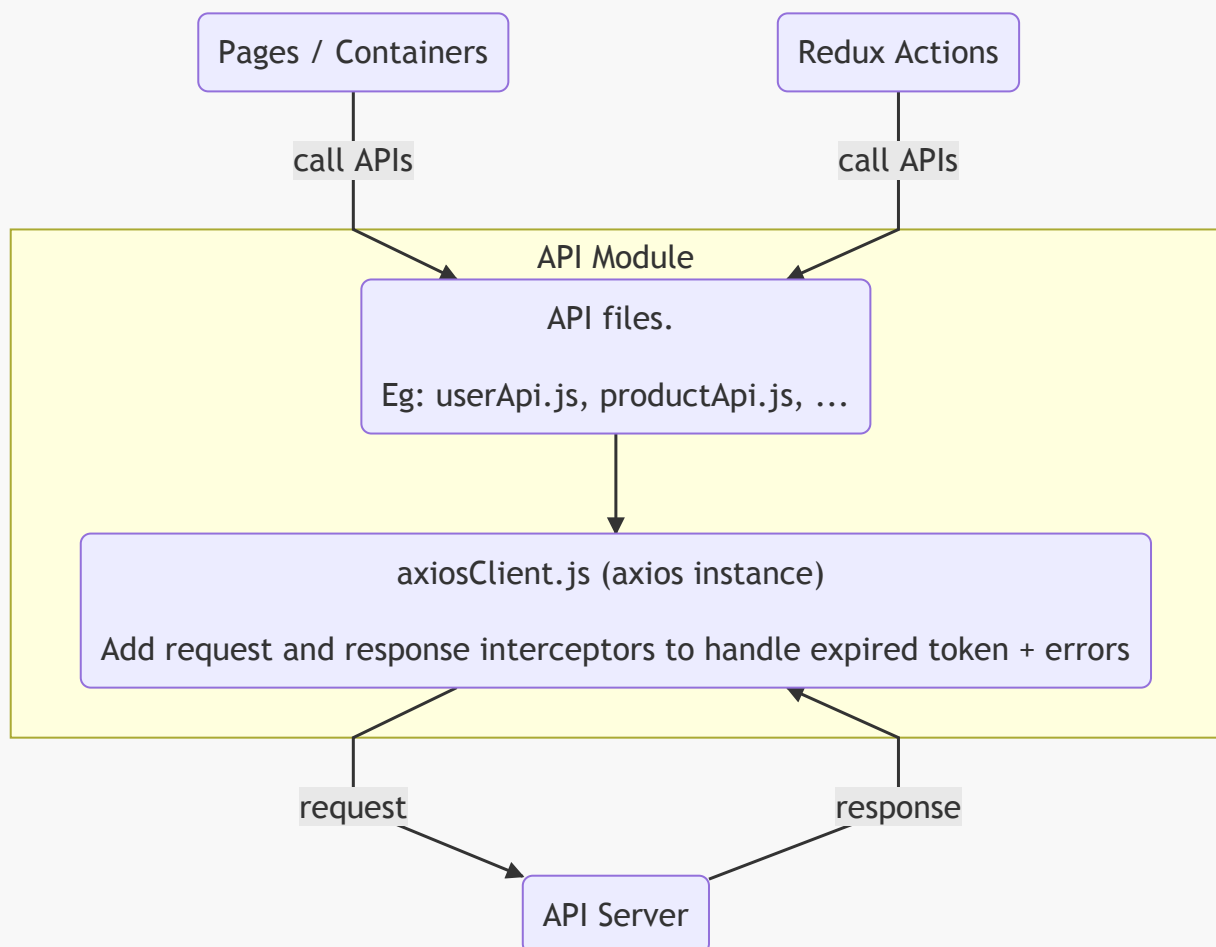 Pages / Containers
Redux Actions
call APIs
call APIs
API Module
API files.
Eg: userApi.js, productApi.js, ...
axiosClient.js (axios instance)
Add request and response interceptors to handle expired token + errors
request
response
API Server